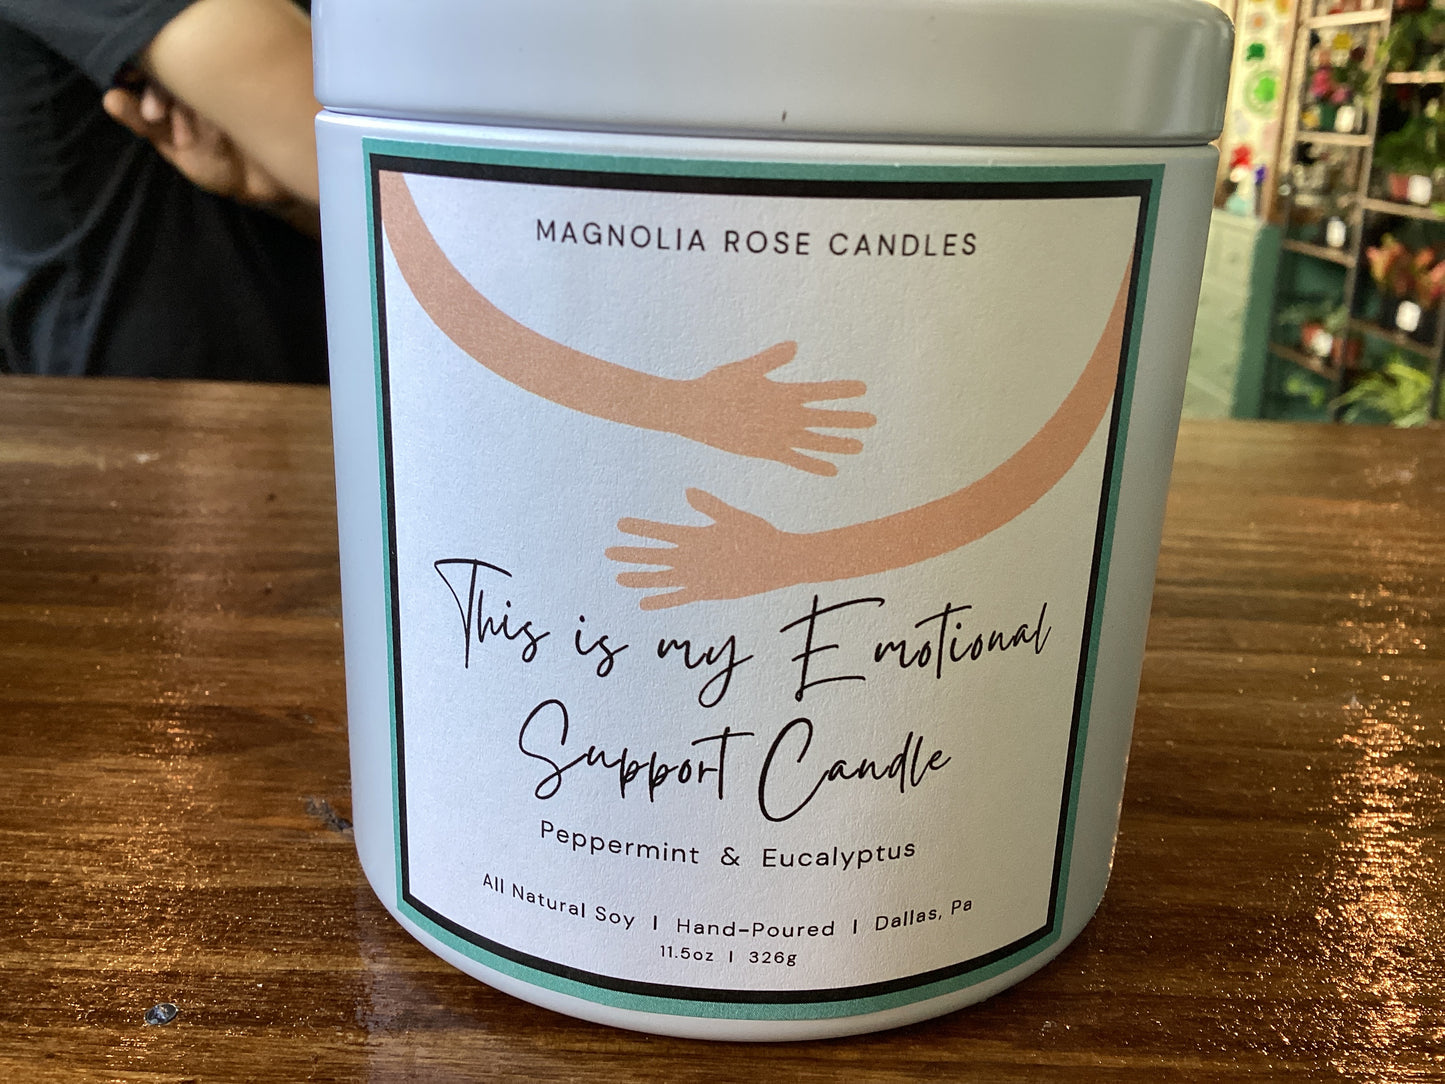 MAGNOLIA ROSE CANDLES
This is my Emotional
Support Candle
Peppermint & Eucalyptus
All Natural Soy | Hand-Poured | Dallas, Pa
11.5oz | 326g